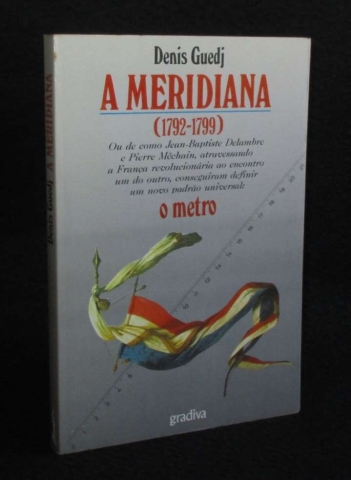 Denis Guedj
A MERIDIANA
(1792-1799)
Ou de como Jean-Baptiste Delambre
e Pierre Méchain, atravessando
a França revolucionária ao encontro
um do outro, conseguiram definir
um novo padrão universal:
o metro
gradiva
Denis Guedj A MERIDIANA